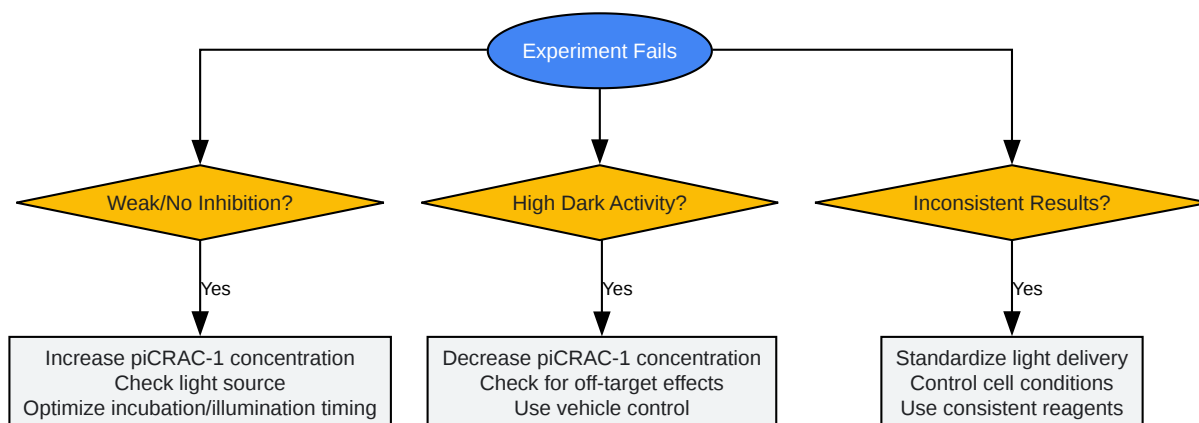 Experiment Fails
Weak/No Inhibition?
High Dark Activity?
Inconsistent Results?
Yes
Yes
Yes
Increase piCRAC-1 concentration
Check light source
Optimize incubation/illumination timing
Decrease piCRAC-1 concentration
Check for off-target effects
Use vehicle control
Standardize light delivery
Control cell conditions
Use consistent reagents